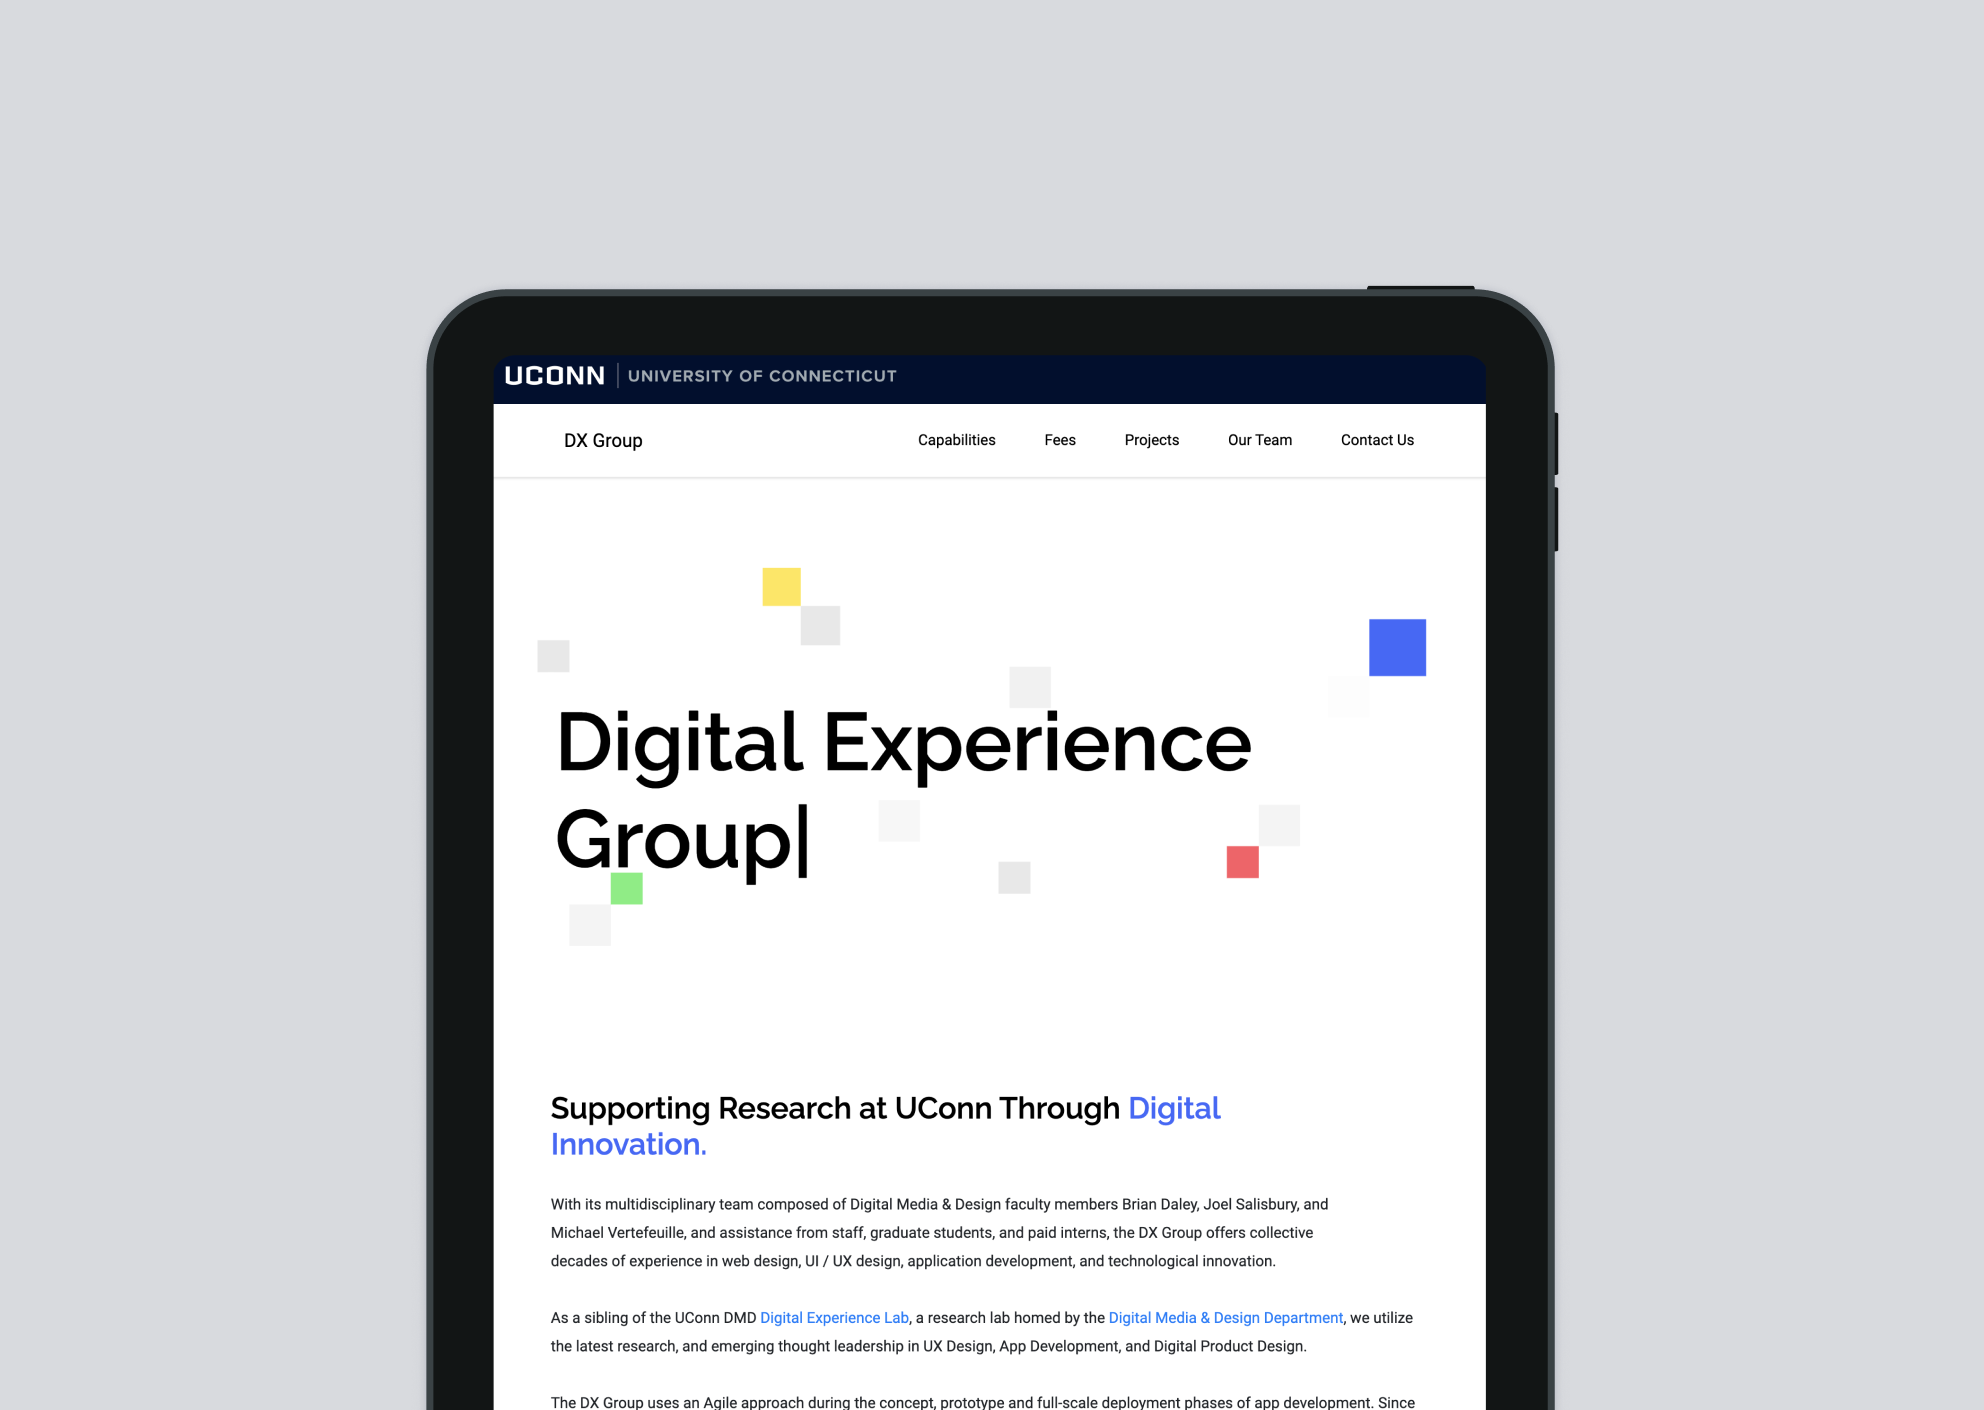 UCONN | UNIVERSITY OF CONNECTICUT
DX Group Capabilities Fees Projects Our Team Contact Us
Digital Experience
Group|
Supporting Research at UConn Through Digital
Innovation.
With its multidisciplinary team composed of Digital Media & Design faculty members Brian Daley, Joel Salisbury, and
Michael Vertefeuille, and assistance from staff, graduate students, and paid interns, the DX Group offers collective
decades of experience in web design, UI / UX design, application development, and technological innovation.
As a sibling of the UConn DMD Digital Experience Lab, a research lab homed by the Digital Media & Design Department, we utilize
the latest research, and emerging thought leadership in UX Design, App Development, and Digital Product Design.
The DX Group uses an Agile approach during the concept, prototype and full-scale deployment phases of app development. Since